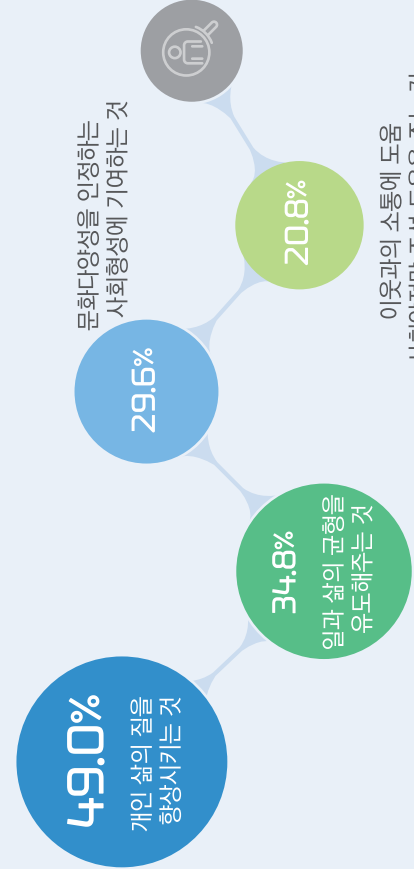 49.0%
개인 삶의 질을
향상시키는 것
34.8%
일과 삶의 균형을
유도해주는 것
29.6%
문화다양성을 인정하는
사회형성에 기여하는 것
20.8%
이웃과의 소통에 도움